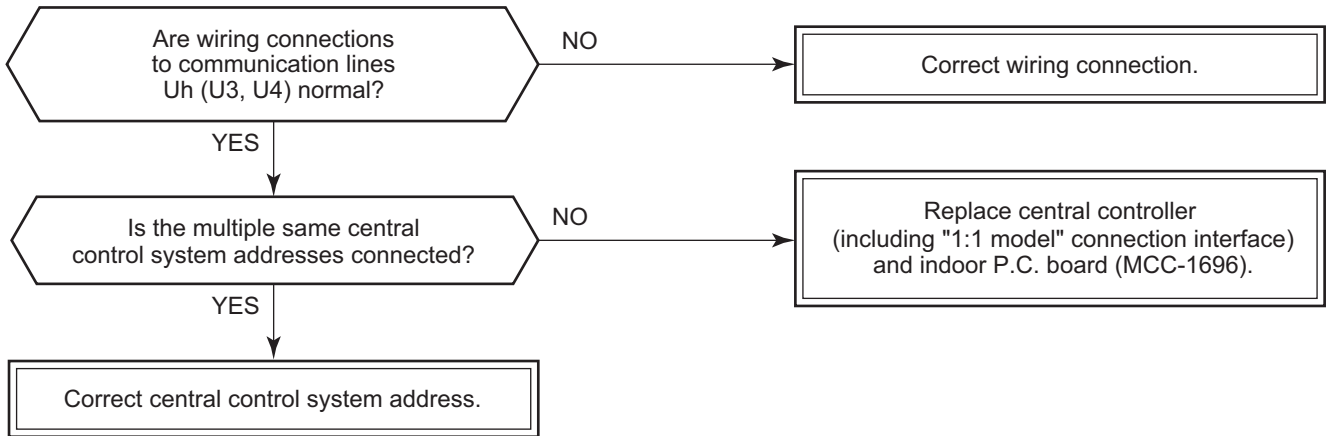 Are wiring connections
to communication lines
Uh (U3, U4) normal?
NO
Correct wiring connection.
YES
Is the multiple same central
control system addresses connected?
NO
Replace central controller
(including "1:1 model" connection interface)
and indoor P.C. board (MCC-1696).
YES
Correct central control system address.